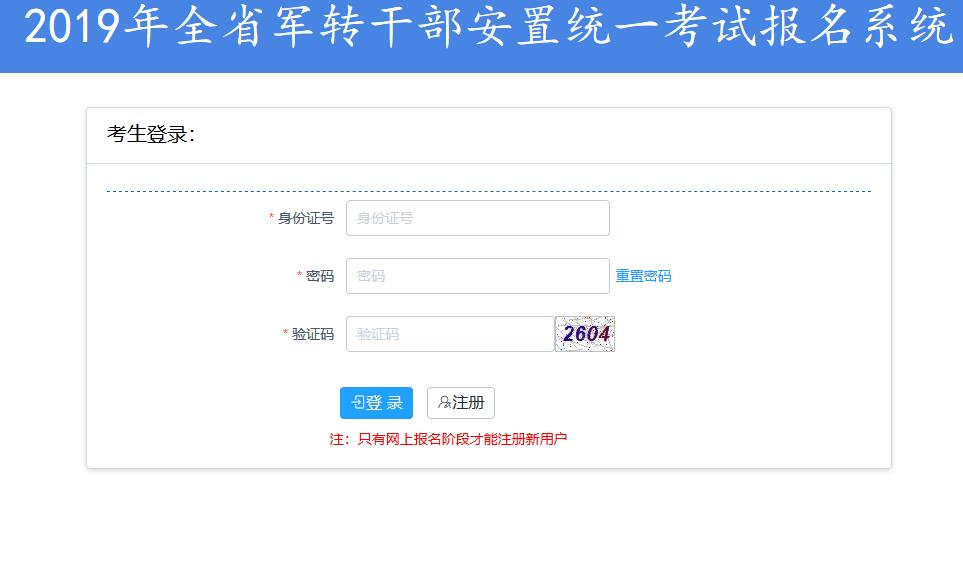 2019年全省军转干部安置统一考试报名系统
考生登录:
* 身份证号 身份证号
* 密码 密码 重置密码
* 验证码 验证码 2604
登 录 注册
注：只有网上报名阶段才能注册新用户